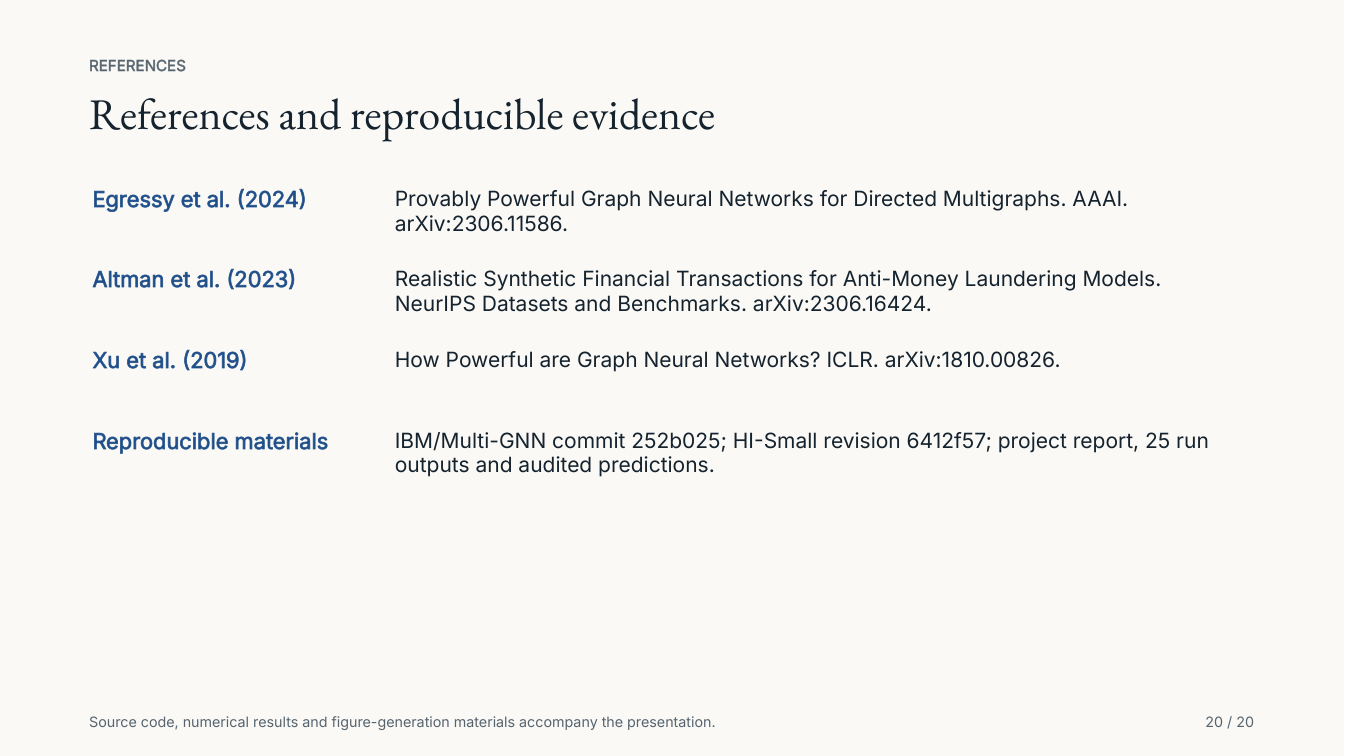 REFERENCES
References and reproducible evidence
Egressy et al. (2024)
Provably Powerful Graph Neural Networks for Directed Multigraphs. AAAI.
arXiv:2306.11586.
Altman et al. (2023)
Realistic Synthetic Financial Transactions for Anti-Money Laundering Models.
NeurIPS Datasets and Benchmarks. arXiv:2306.16424.
Xu et al. (2019)
How Powerful are Graph Neural Networks? ICLR. arXiv:1810.00826.
Reproducible materials
IBM/Multi-GNN commit 252b025; HI-Small revision 6412f57; project report, 25 run
outputs and audited predictions.
Source code, numerical results and figure-generation materials accompany the presentation.
20 / 20